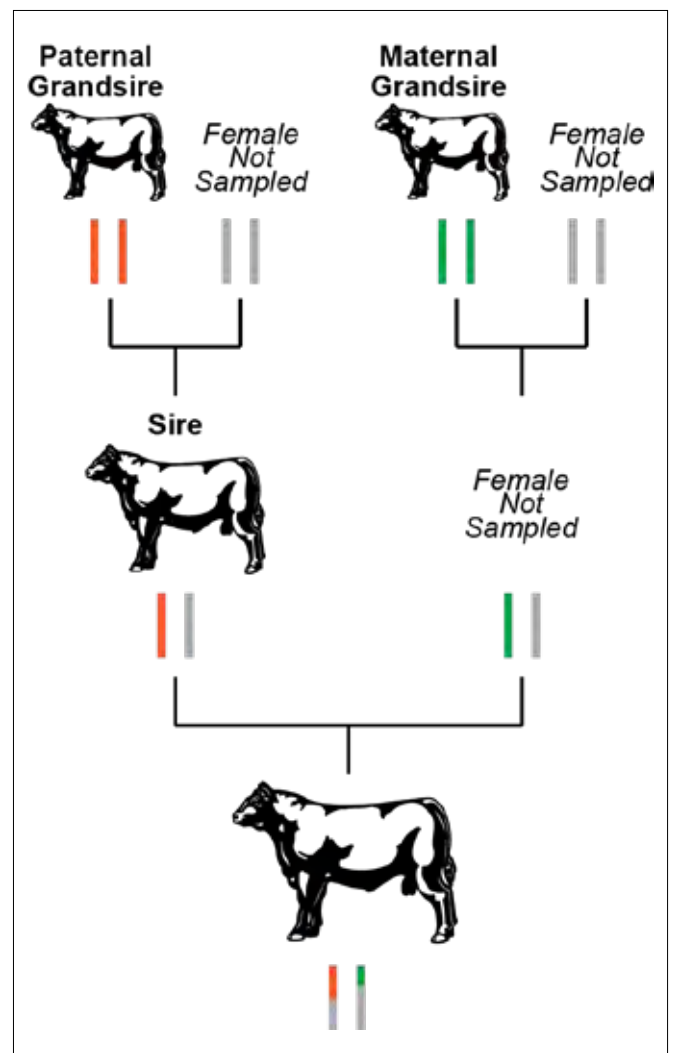 Paternal
Grandsire
Female
Not
Sampled
Maternal
Grandsire
Female
Not
Sampled
Sire
Female
Not
Sampled